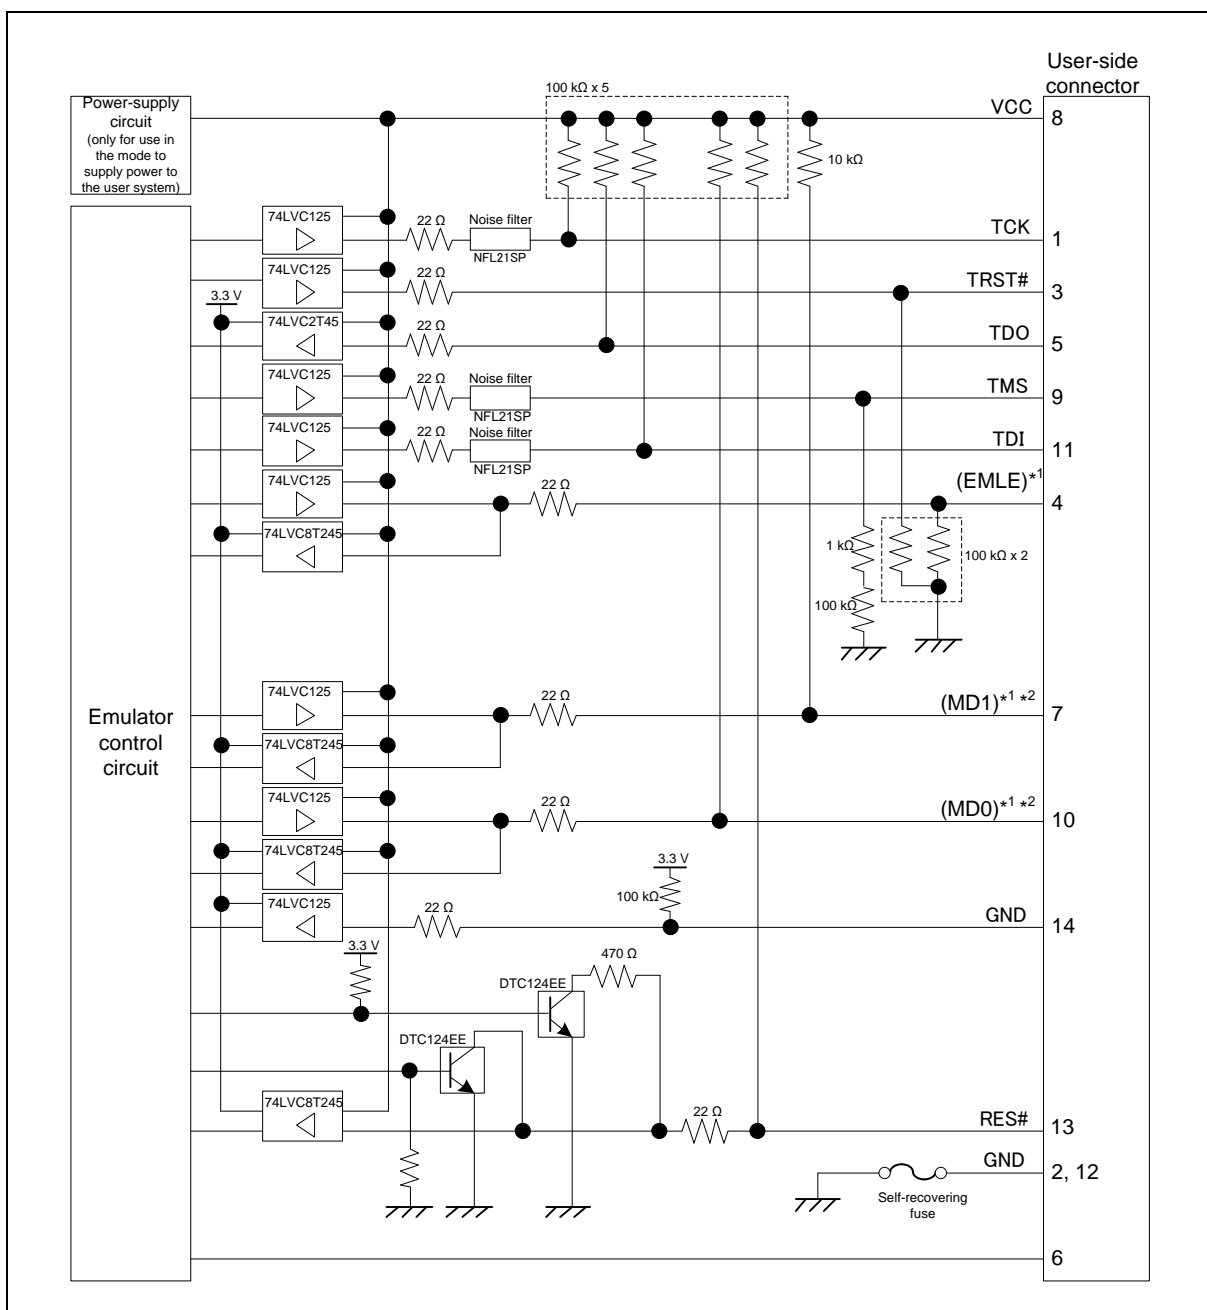 User-side
connector
100 kΩ x 5
VCC
8
Power-supply
circuit
(only for use in
the mode to
supply power to
the user system)
10 kΩ
74LVC125
22 Ω
Noise filter
NFL21SP
TCK
1
74LVC125
22 Ω
TRST#
3
3.3 V
74LVC2T45
22 Ω
TDO
5
74LVC125
22 Ω
Noise filter
NFL21SP
TMS
9
74LVC125
22 Ω
Noise filter
NFL21SP
TDI
11
74LVC125
22 Ω
(EMLE)*1
4
74LVC8T245
1 kΩ
100 kΩ x 2
100 kΩ
Emulator
control
circuit
74LVC125
22 Ω
(MD1)*1 *2
7
74LVC8T245
74LVC125
22 Ω
(MD0)*1 *2
10
74LVC8T245
3.3 V
100 kΩ
74LVC125
22 Ω
GND
14
3.3 V
470 Ω
DTC124EE
DTC124EE
74LVC8T245
22 Ω
RES#
13
GND
2, 12
Self-recovering
fuse
6